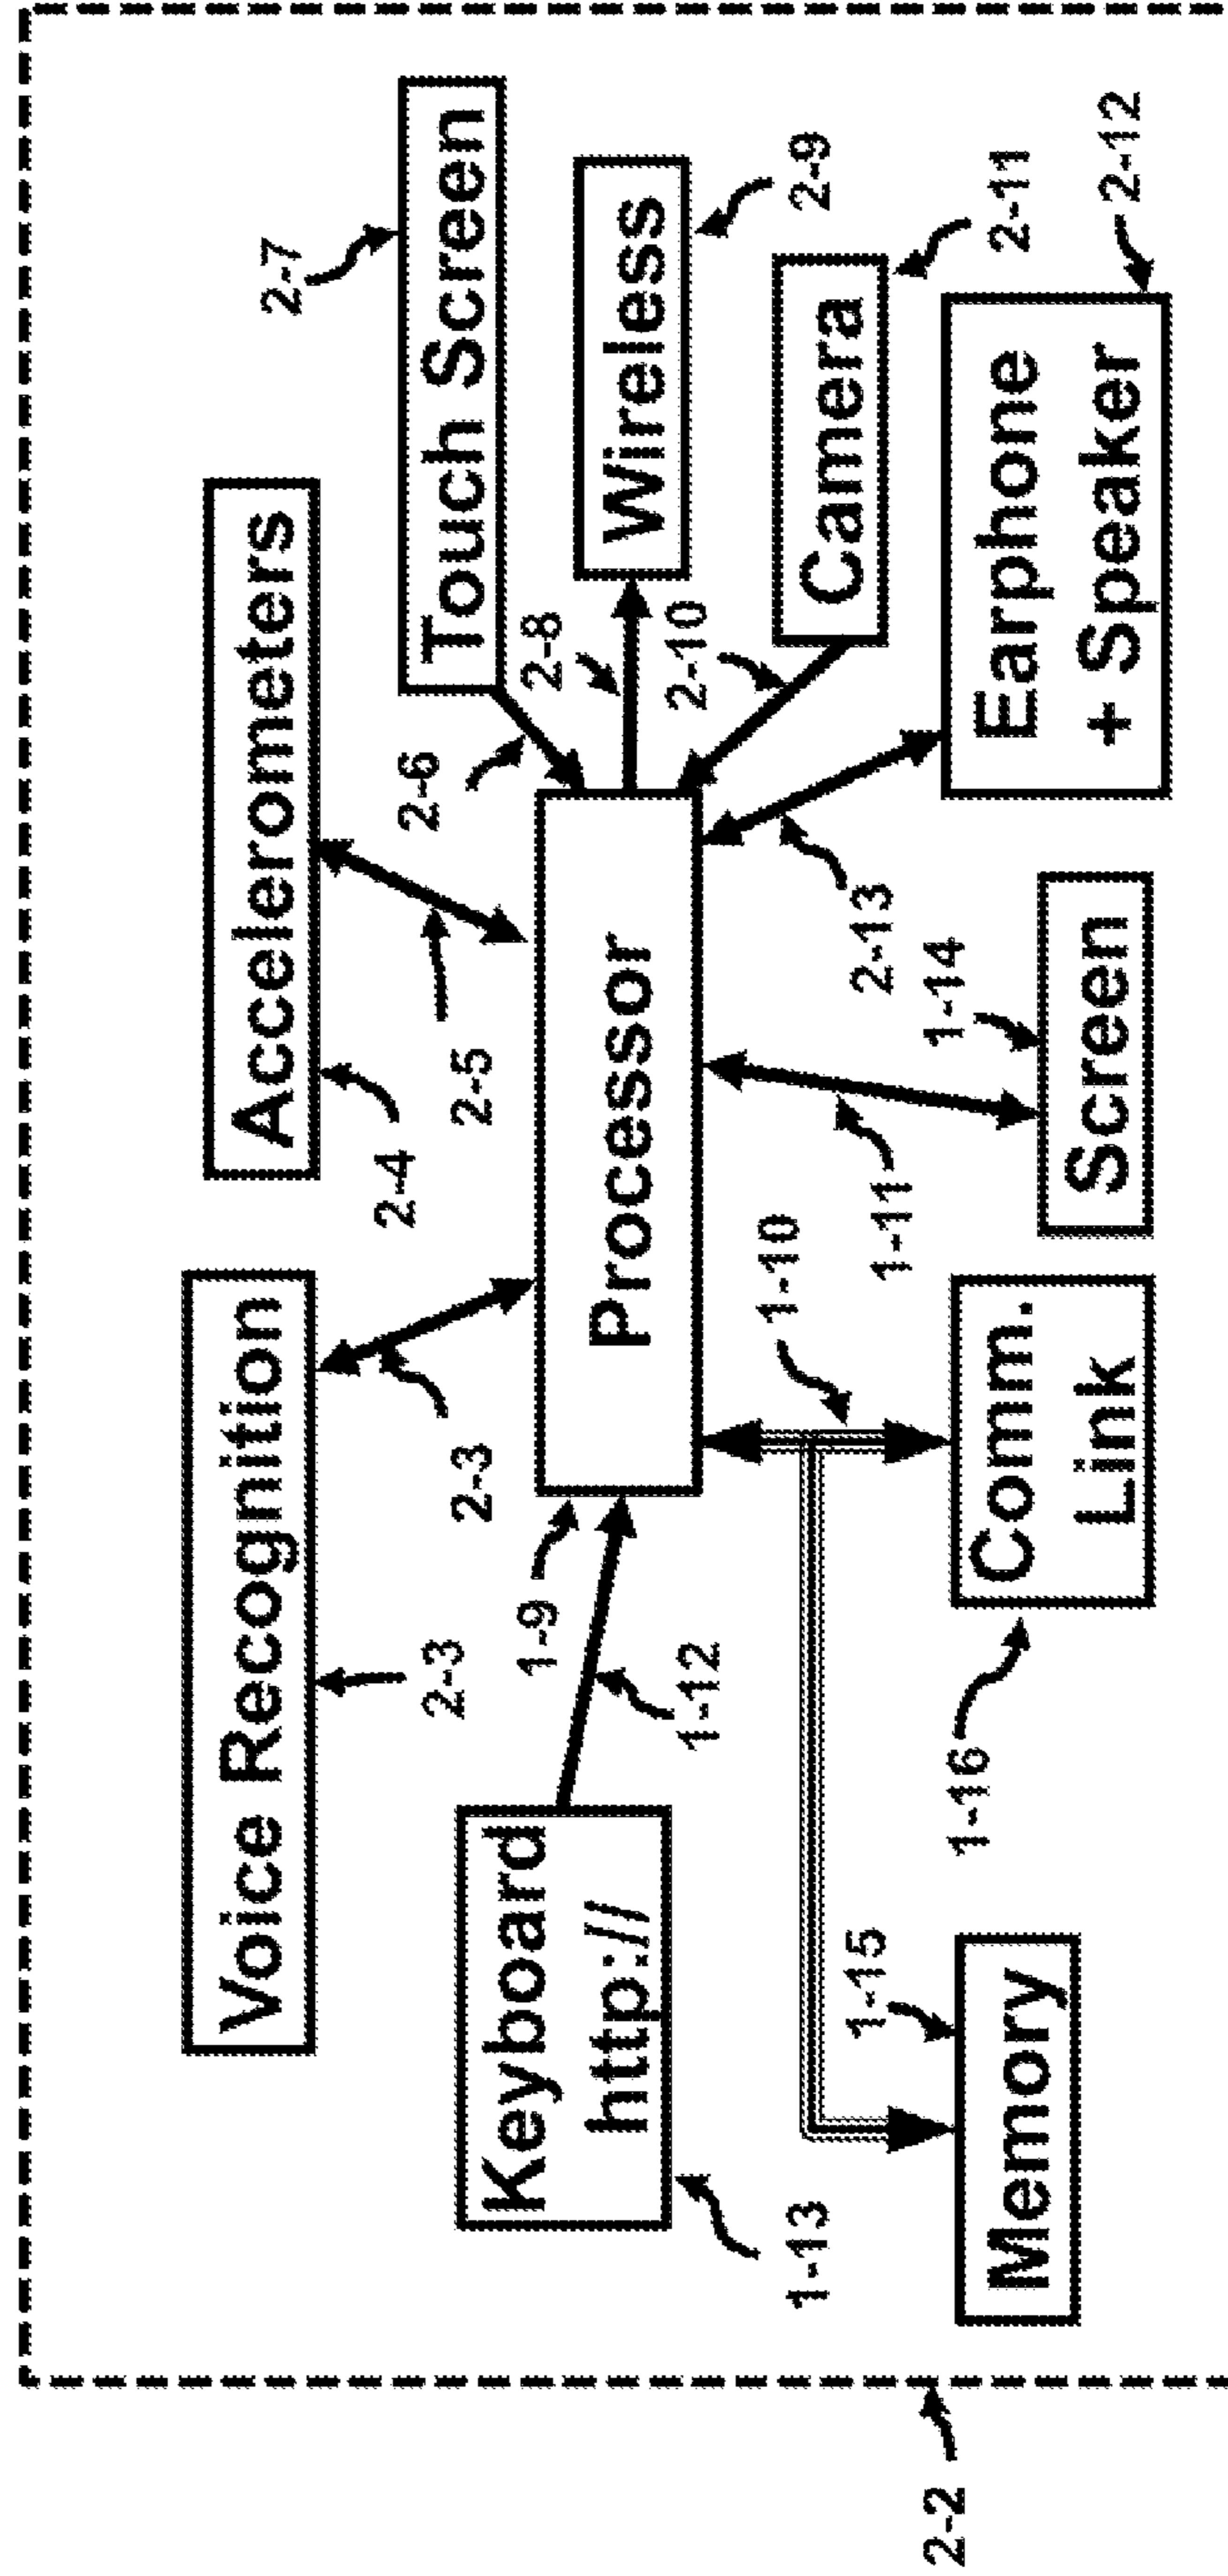 Voice Recognition
2-3
2-3
Accelerometers
2-4
2-5
2-7
Touch Screen
2-6
Keyboard
http://
1-13
1-12
1-9
Processor
2-8
Wireless
2-9
2-10
Camera
2-11
2-13
Earphone
+ Speaker
2-12
1-10
1-11
1-14
Screen
1-16
Comm.
Link
1-15
Memory
2-2